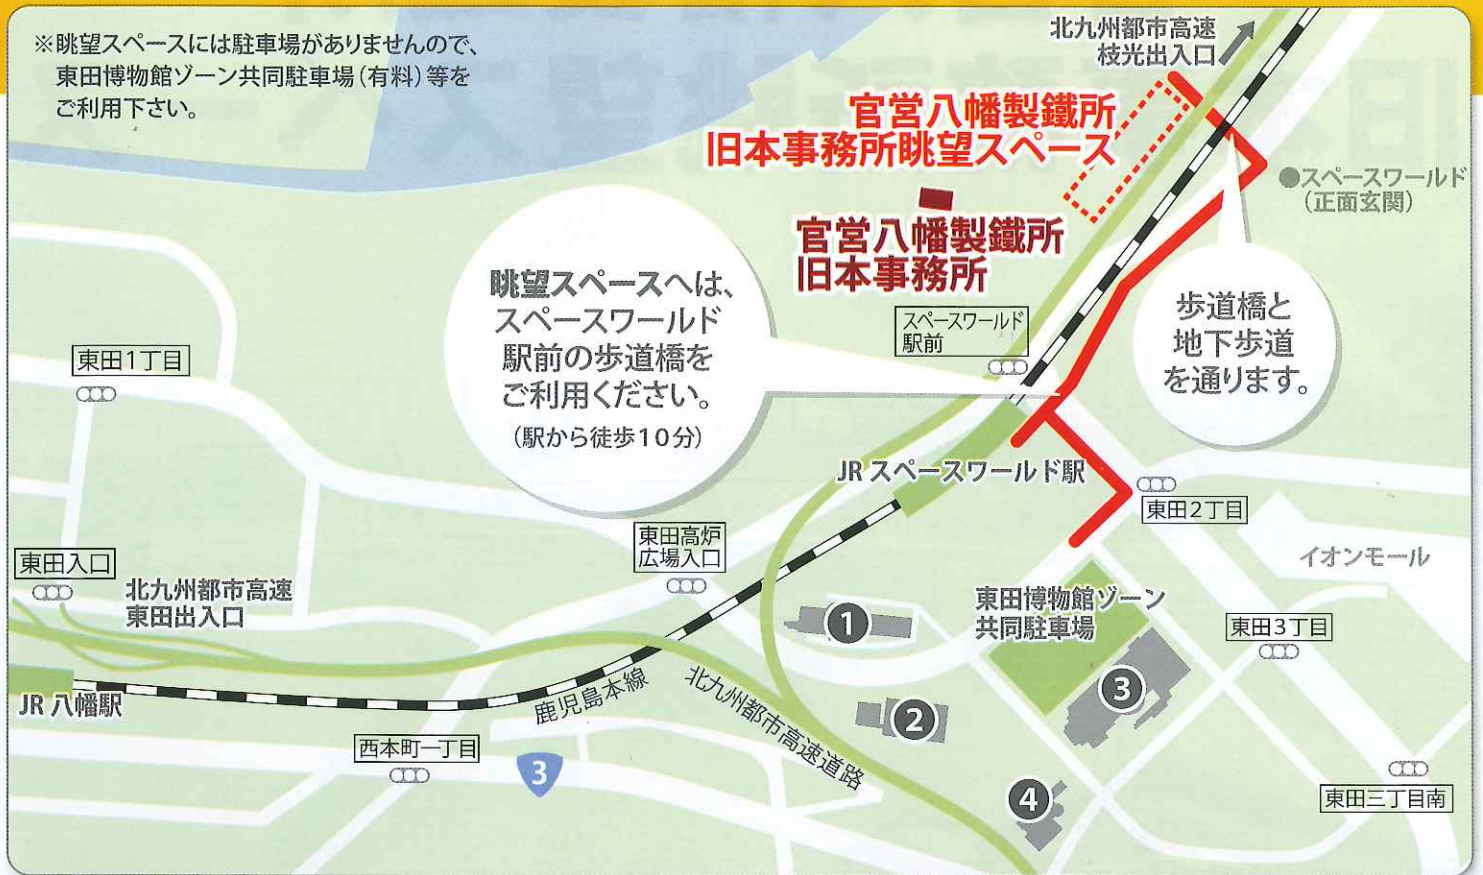 ※眺望スペースには駐車場がありませんので、
東田博物館ゾーン共同駐車場(有料)等を
ご利用下さい。
北九州都市高速
枝光出入口
官営八幡製鐵所
旧本事務所眺望スペース
●スペースワールド
(正面玄関)
官営八幡製鐵所
旧本事務所
眺望スペースへは、
スペースワールド
駅前の歩道橋を
ご利用ください。
(駅から徒歩10分)
スペースワールド
駅前
歩道橋と
地下歩道
を通ります。
東田1丁目
JR スペースワールド駅
東田2丁目
東田高炉
広場入口
イオンモール
東田入口
北九州都市高速
東田出入口
東田博物館ゾーン
共同駐車場
1
東田3丁目
JR 八幡駅
鹿児島本線
北九州都市高速道路
3
2
西本町一丁目
3
4
東田三丁目南